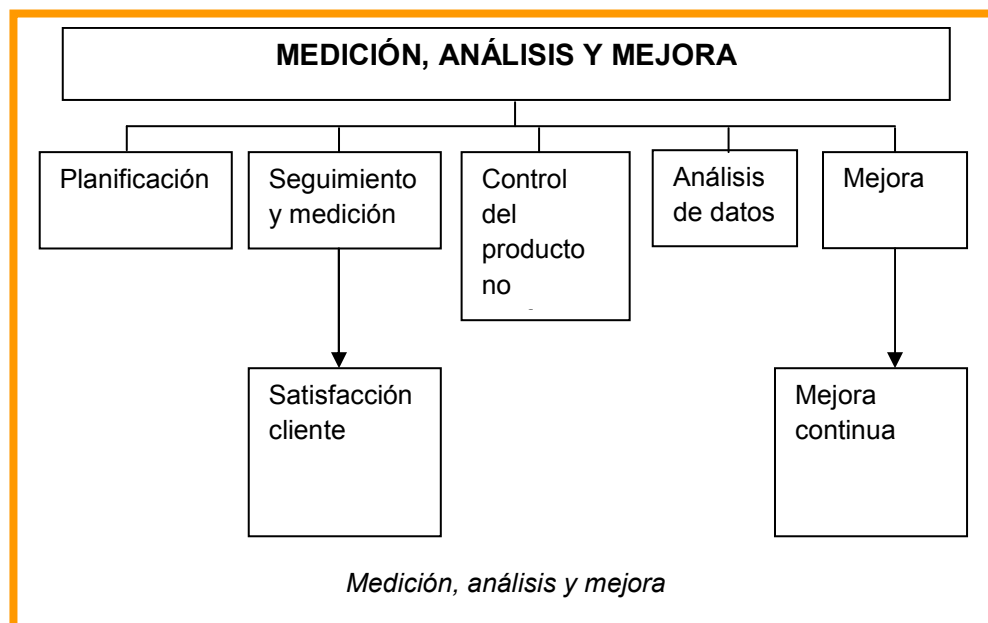 MEDICIÓN, ANÁLISIS Y MEJORA
Planificación
Seguimiento
y medición
Control
del
producto
no
Análisis
de datos
Mejora
Satisfacción
cliente
Mejora
continua
Medición, análisis y mejora